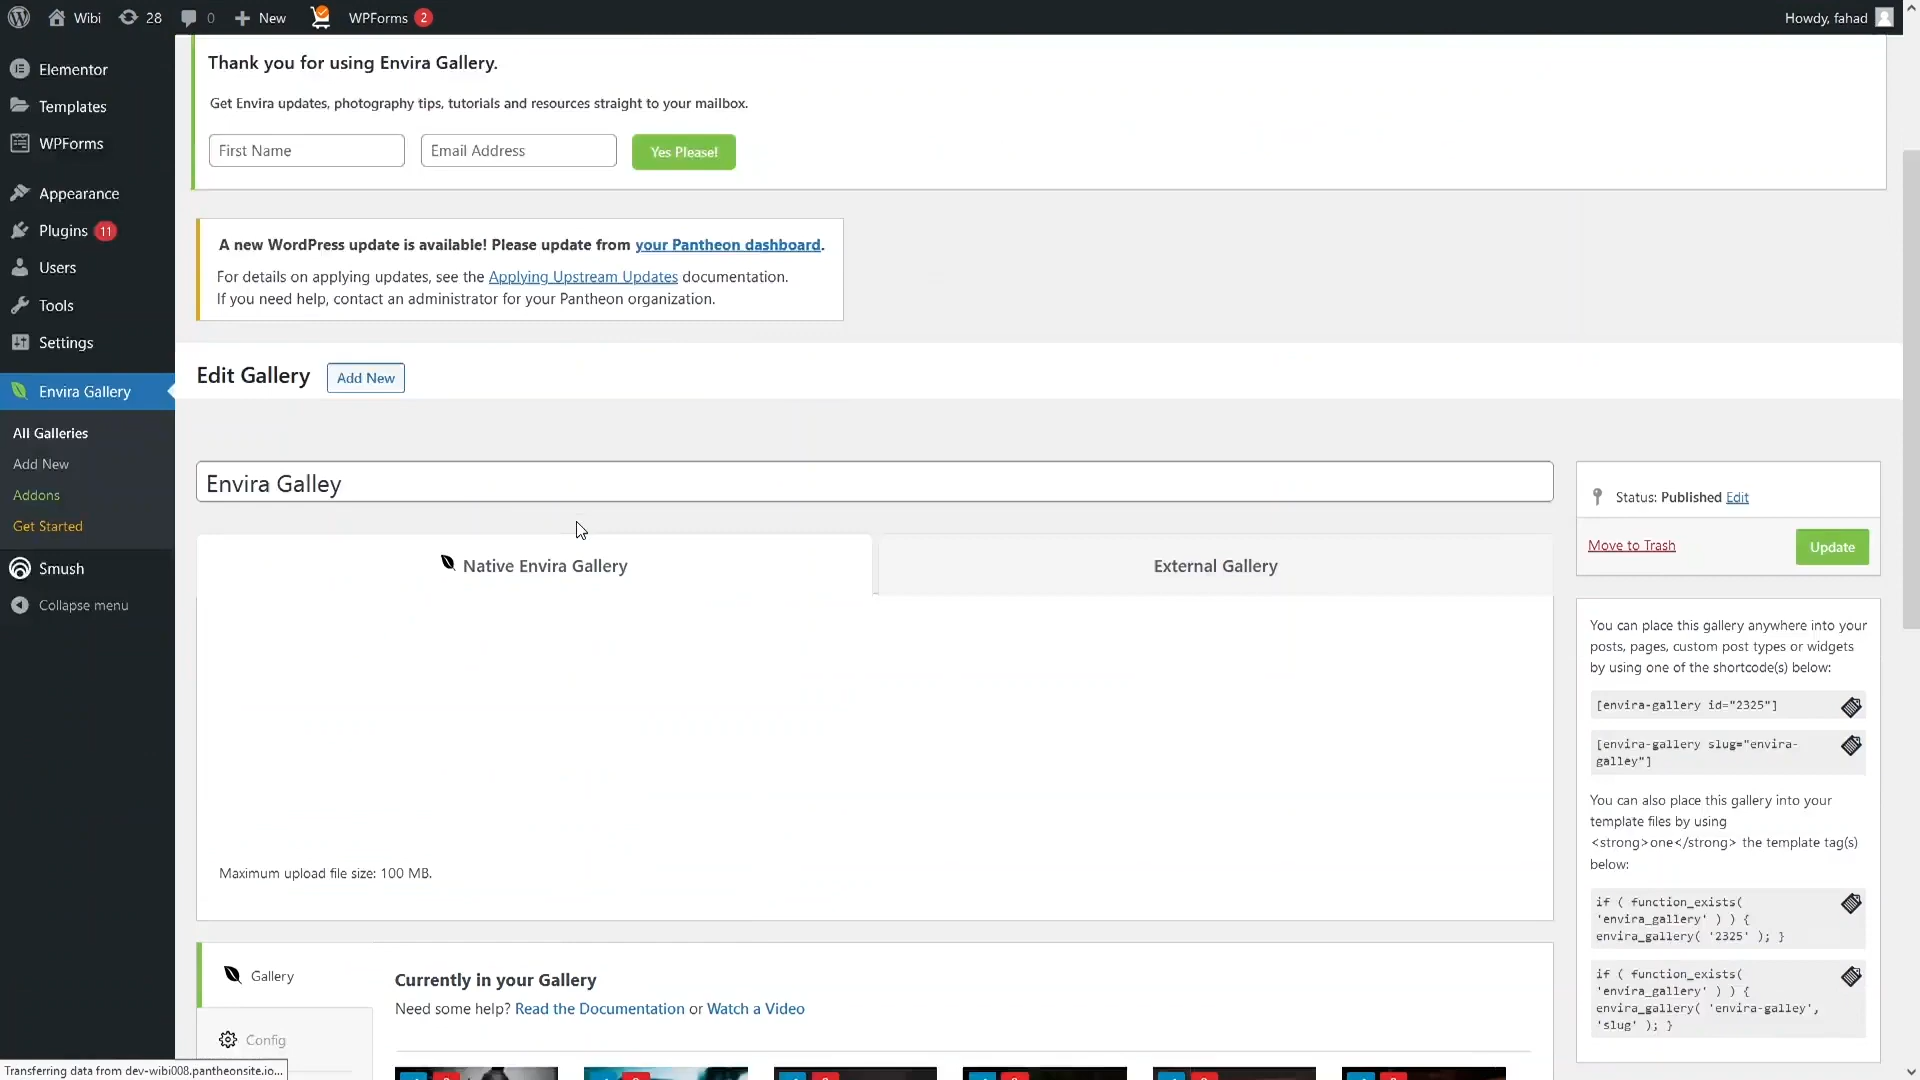 Wibi
28
0
New
WPForms
2
Howdy, fahad
Elementor
Templates
WPForms
Appearance
Plugins 11
Users
Tools
Settings
Envira Gallery
All Galleries
Add New
Addons
Get Started
Smush
Collapse menu
Thank you for using Envira Gallery.
Get Envira updates, photography tips, tutorials and resources straight to your mailbox.
First Name
Email Address
Yes Please!
A new WordPress update is available! Please update from your Pantheon dashboard.
For details on applying updates, see the Applying Upstream Updates documentation.
If you need help, contact an administrator for your Pantheon organization.
Edit Gallery
Add New
Envira Galley
Native Envira Gallery
External Gallery
Maximum upload file size: 100 MB.
Gallery
Config
Currently in your Gallery
Need some help? Read the Documentation or Watch a Video
Status: Published Edit
Move to Trash
Update
You can place this gallery anywhere into your
posts, pages, custom post types or widgets
by using one of the shortcode(s) below:
[envira-gallery id="2325"]
[envira-gallery slug="envira-
galley"]
You can also place this gallery into your
template files by using
<strong>one</strong> the template tag(s)
below:
if ( function_exists(
'envira_gallery' ) ) {
envira_gallery( '2325' ); }
if ( function_exists(
'envira_gallery' ) ) {
envira_gallery( 'envira-galley',
'slug' ); }
Transferring data from dev-wibi008.pantheonsite.io...